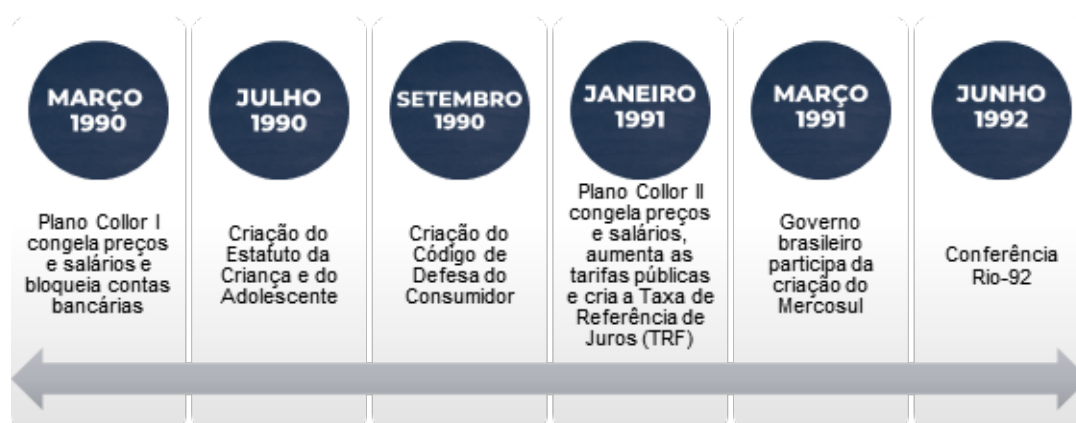 MARÇO
1990
Plano Collor I
congela preços
e salários e
bloqueia contas
bancárias
JULHO
1990
Criação do
Estatuto da
Criança e do
Adolescente
SETEMBRO
1990
Criação do
Código de
Defesa do
Consumidor
JANEIRO
1991
Plano Collor II
congela preços
e salários,
aumenta as
tarifas públicas
e cria a Taxa de
Referência de
Juros (TRF)
MARÇO
1991
Governo
brasileiro
participa da
criação do
Mercosul
JUNHO
1992
Conferência
Rio-92